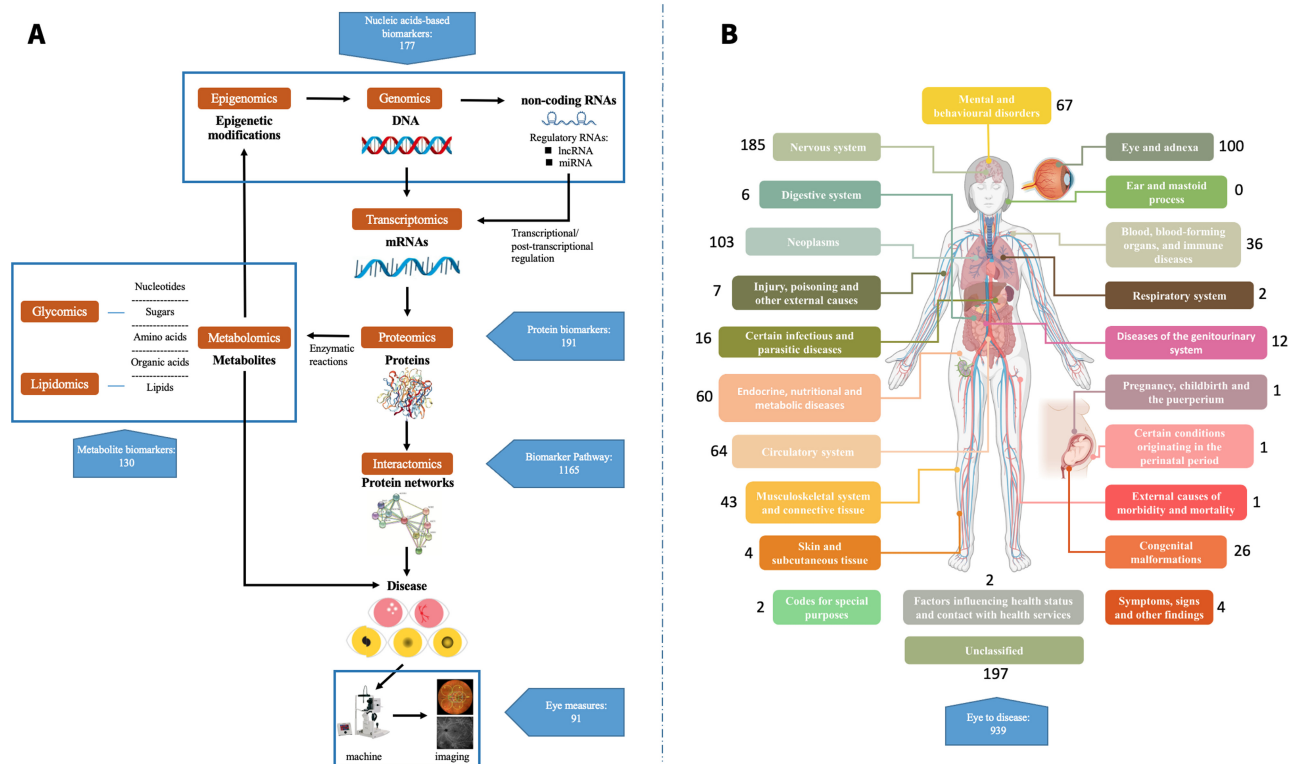 A
Nucleic acids-based
biomarkers:
177
Epigenomics
Epigenetic
modifications
Genomics
DNA
non-coding RNAs
Regulatory RNAs:
lncRNA
miRNA
Transcriptomics
mRNAs
Transcriptional/
post-transcriptional
regulation
Glycomics
Lipidomics
Nucleotides
Sugars
Amino acids
Organic acids
Lipids
Metabolomics
Metabolites
Enzymatic
reactions
Proteomics
Proteins
Protein biomarkers:
191
Metabolite biomarkers:
130
Interactomics
Protein networks
Biomarker Pathway:
1165
Disease
machine
imaging
Eye measures:
91
B
Mental and
behavioural disorders
67
185
Nervous system
Eye and adnexa
100
6
Digestive system
Ear and mastoid
process
0
103
Neoplasms
Blood, blood-forming
organs, and immune
diseases
36
7
Injury, poisoning and
other external causes
Respiratory system
2
16
Certain infectious and
parasitic diseases
Diseases of the genitourinary
system
12
60
Endocrine, nutritional and
metabolic diseases
Pregnancy, childbirth and
the puerperium
1
64
Circulatory system
Certain conditions
originating in the
perinatal period
1
43
Musculoskeletal system
and connective tissue
External causes of
morbidity and mortality
1
4
Skin and
subcutaneous tissue
Congenital
malformations
26
2
Codes for special
purposes
2
Factors influencing health status
and contact with health services
Symptoms, signs
and other findings
4
Unclassified
197
Eye to disease:
939